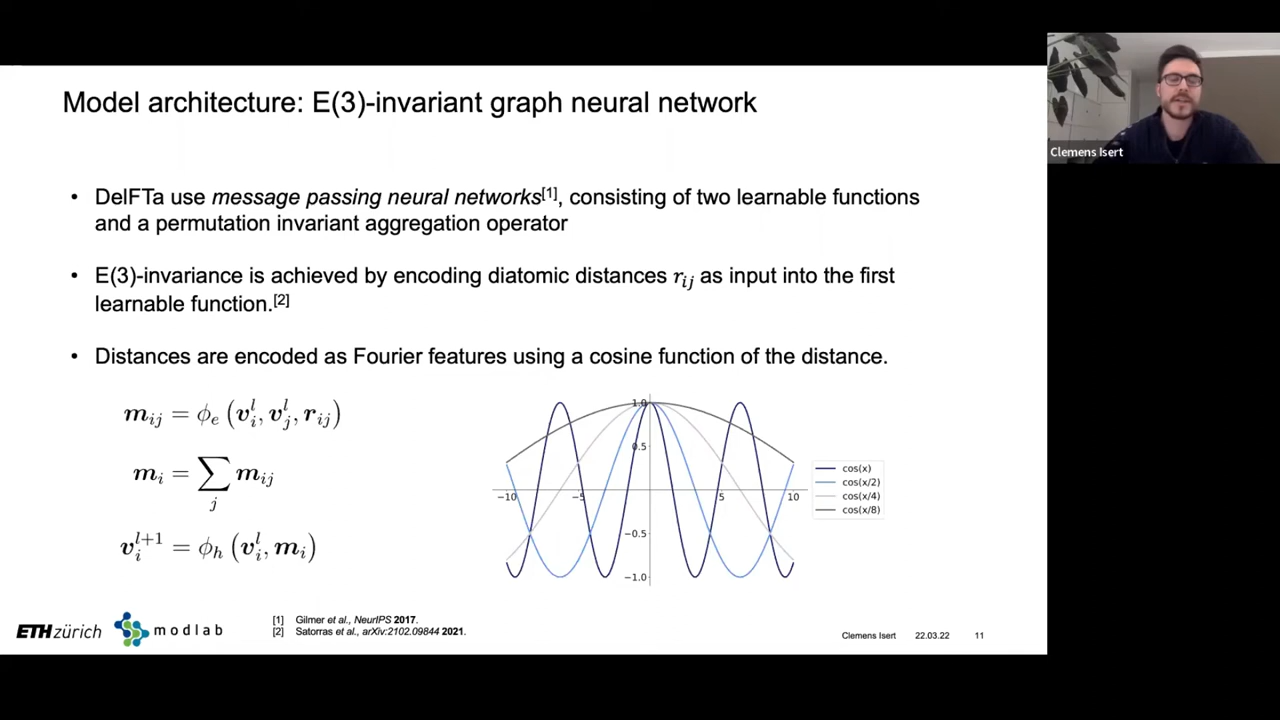 Model architecture: E(3)-invariant graph neural network
Clemens Isert
• DelFTa use message passing neural networks[1], consisting of two learnable functions
and a permutation invariant aggregation operator
• E(3)-invariance is achieved by encoding diatomic distances r_ij as input into the first
learnable function.[2]
• Distances are encoded as Fourier features using a cosine function of the distance.
m_ij = ϕ_e (v_i^l, v_j^l, r_ij)
m_i = ∑_j m_ij
v_i^{l+1} = ϕ_h (v_i^l, m_i)
1.0
0.5
−10 −5 5 10
−0.5
−1.0
cos(x)
cos(x/2)
cos(x/4)
cos(x/8)
ETH zürich
modlab
[1] Gilmer et al., NeurIPS 2017.
[2] Satorras et al., arXiv:2102.09844 2021.
Clemens Isert 22.03.22 11